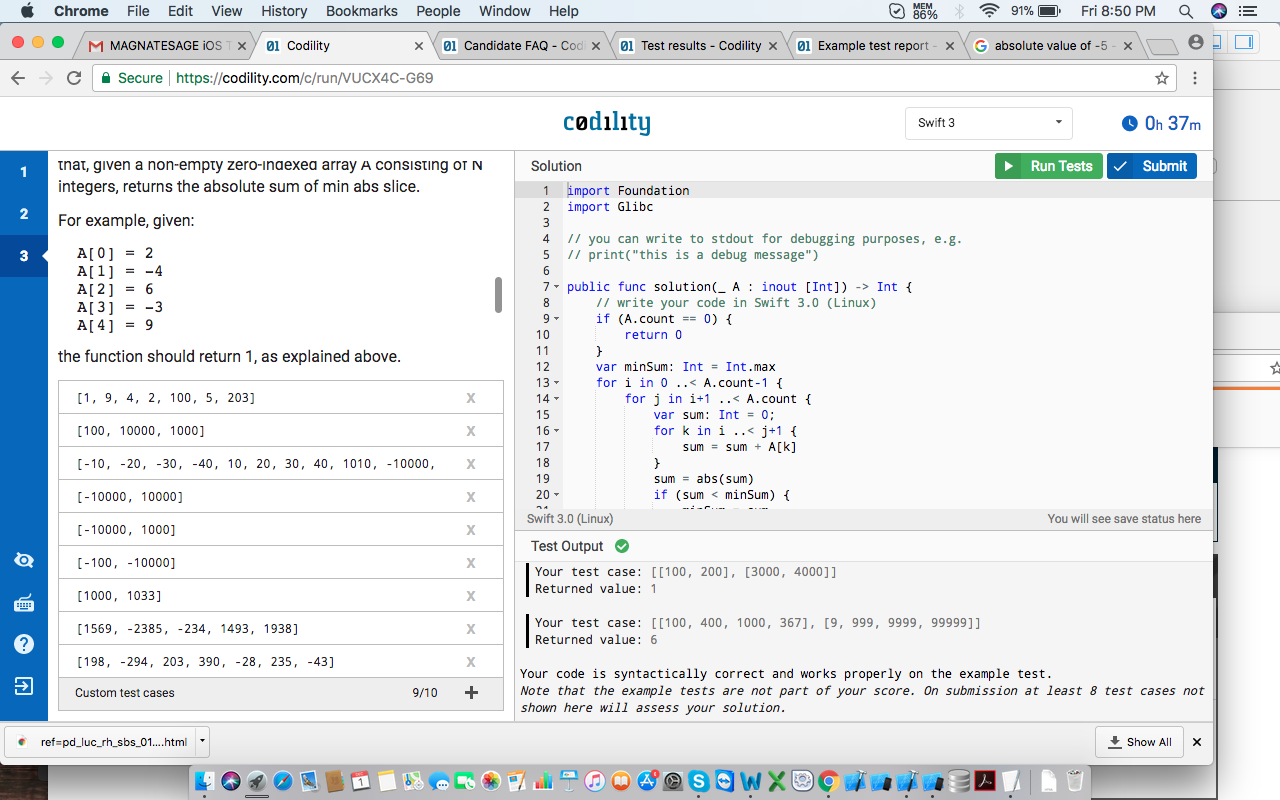 Chrome File Edit View History Bookmarks People Window Help MEM 86% 91% Fri 8:50 PM
MAGNATESAGE iOS T Codility Candidate FAQ - Cod Test results - Codility Example test report - absolute value of -5 -
Secure https://codility.com/c/run/VUCX4C-G69
codility Swift 3 0h 37m
1
2
3
that, given a non-empty zero-indexed array A consisting of N
integers, returns the absolute sum of min abs slice.
For example, given:
A[0] = 2
A[1] = -4
A[2] = 6
A[3] = -3
A[4] = 9
the function should return 1, as explained above.
[1, 9, 4, 2, 100, 5, 203] X
[100, 10000, 1000] X
[-10, -20, -30, -40, 10, 20, 30, 40, 1010, -10000, X
[-10000, 10000] X
[-10000, 1000] X
[-100, -10000] X
[1000, 1033] X
[1569, -2385, -234, 1493, 1938] X
[198, -294, 203, 390, -28, 235, -43] X
Custom test cases 9/10 +
Solution Run Tests Submit
1 import Foundation
2 import Glibc
3
4 // you can write to stdout for debugging purposes, e.g.
5 // print("this is a debug message")
6
7 public func solution(_ A : inout [Int]) -> Int {
8 // write your code in Swift 3.0 (Linux)
9 if (A.count == 0) {
10 return 0
11 }
12 var minSum: Int = Int.max
13 for i in 0 ..< A.count-1 {
14 for j in i+1 ..< A.count {
15 var sum: Int = 0;
16 for k in i ..< j+1 {
17 sum = sum + A[k]
18 }
19 sum = abs(sum)
20 if (sum < minSum) {
Swift 3.0 (Linux) You will see save status here
Test Output
Your test case: [[100, 200], [3000, 4000]]
Returned value: 1
Your test case: [[100, 400, 1000, 367], [9, 999, 9999, 99999]]
Returned value: 6
Your code is syntactically correct and works properly on the example test.
Note that the example tests are not part of your score. On submission at least 8 test cases not
shown here will assess your solution.
ref=pd_luc_rh_sbs_01....html Show All